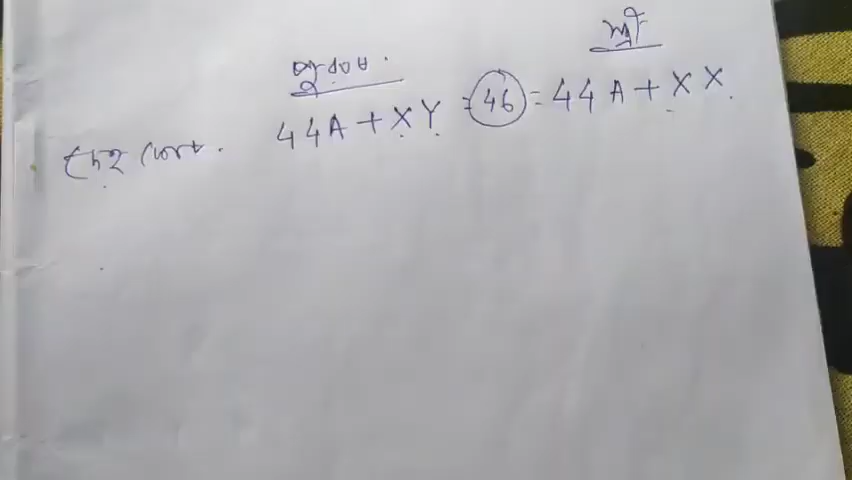 পুরুষ. স্ত্রী
দেহ কোষ. 44A + XY = 46 = 44A + XX.